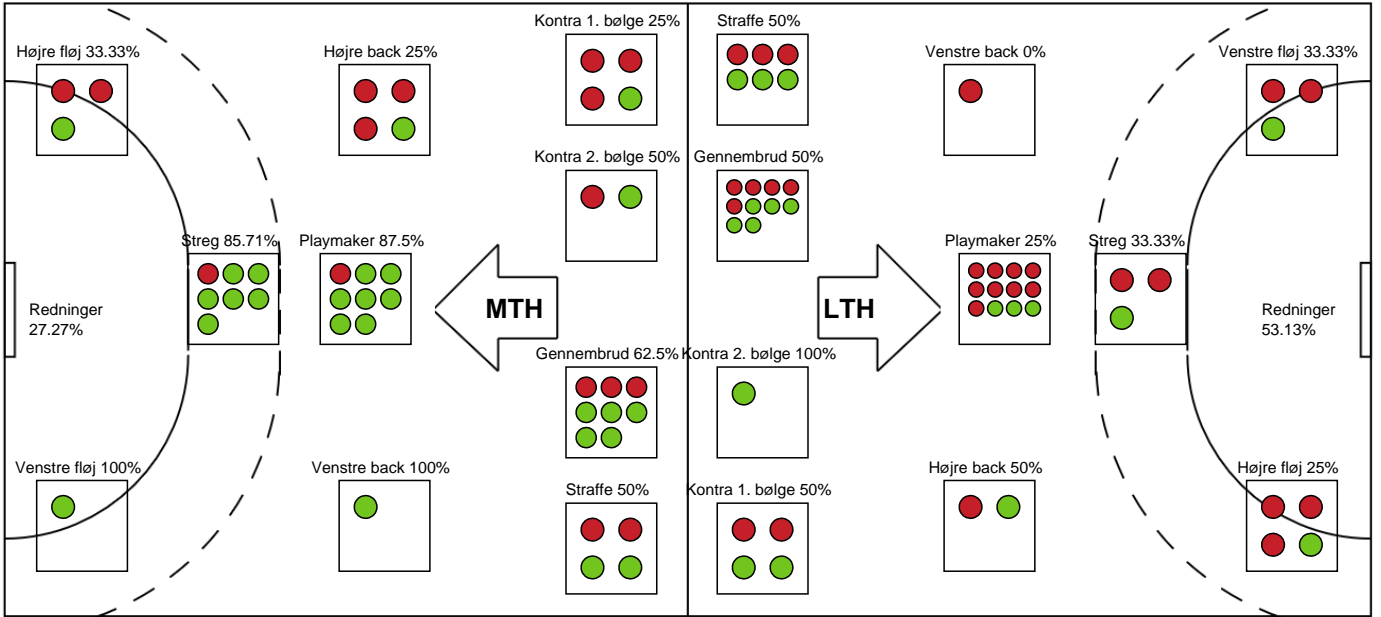 Kontra 1. bølge 25%
Straffe 50%
Højre fløj 33.33%
Højre back 25%
Venstre back 0%
Venstre fløj 33.33%
Kontra 2. bølge 50%
Gennembrud 50%
Streg 85.71%
Playmaker 87.5%
Playmaker 25%
Streg 33.33%
Redninger
27.27%
MTH
LTH
Redninger
53.13%
Gennembrud 62.5%
Kontra 2. bølge 100%
Venstre fløj 100%
Venstre back 100%
Højre back 50%
Højre fløj 25%
Straffe 50%
Kontra 1. bølge 50%